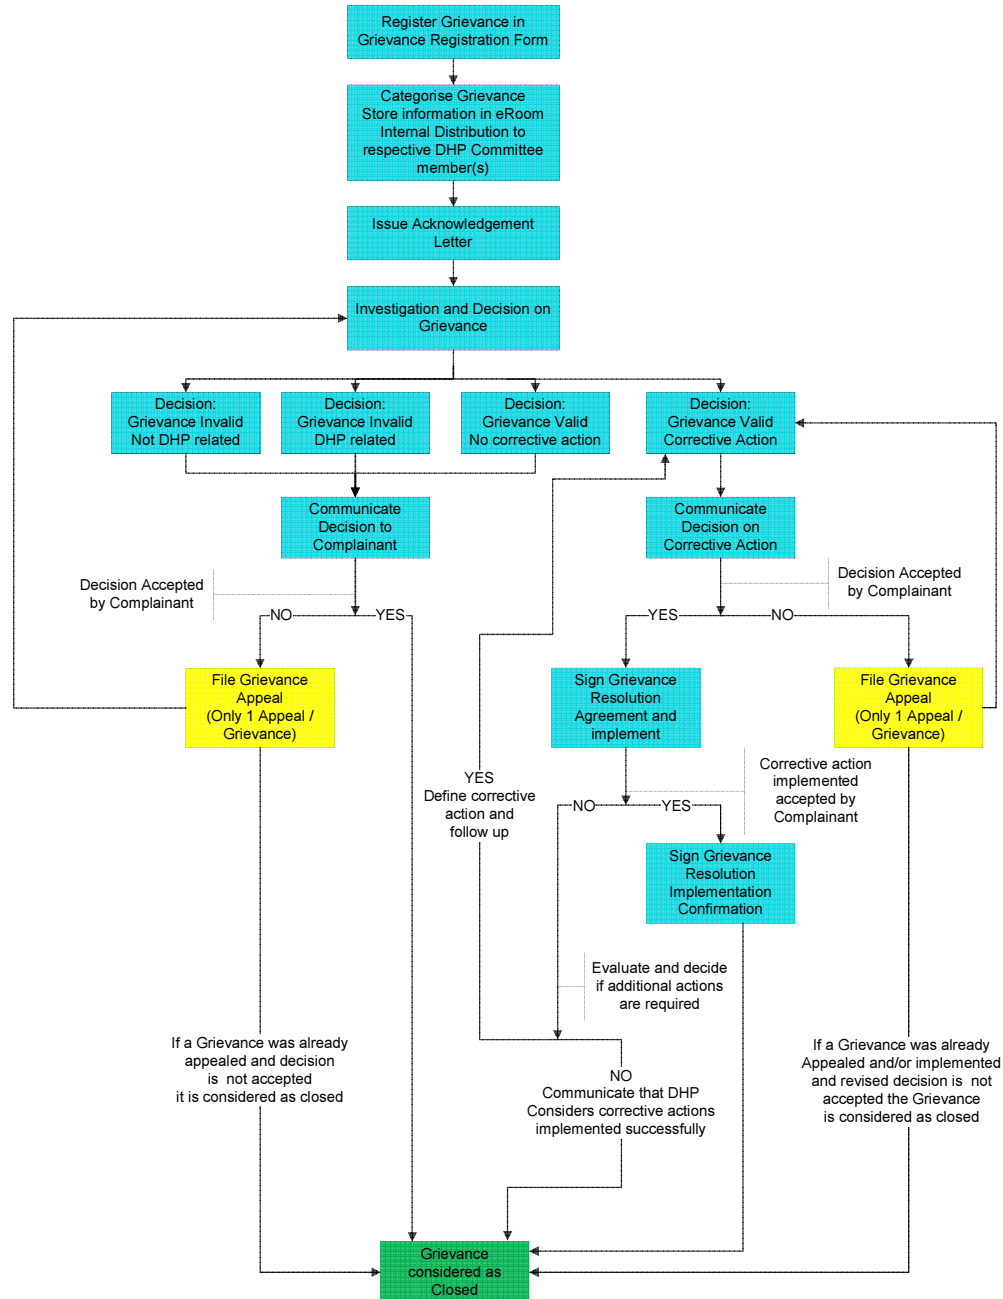 Register Grievance in
Grievance Registration Form
Categorise Grievance
Store information in eRoom
Internal Distribution to
respective DHP Committee
member(s)
Issue Acknowledgement
Letter
Investigation and Decision on
Grievance
Decision:
Grievance Invalid
Not DHP related
Decision:
Grievance Invalid
DHP related
Decision:
Grievance Valid
No corrective action
Decision:
Grievance Valid
Corrective Action
Communicate
Decision to
Complainant
Communicate
Decision on
Corrective Action
Decision Accepted
by Complainant
Decision Accepted
by Complainant
NO
YES
YES
NO
File Grievance
Appeal
(Only 1 Appeal /
Grievance)
Sign Grievance
Resolution
Agreement and
implement
File Grievance
Appeal
(Only 1 Appeal /
Grievance)
YES
Define corrective
action and
follow up
Corrective action
implemented
accepted by
Complainant
NO
YES
Sign Grievance
Resolution
Implementation
Confirmation
Evaluate and decide
if additional actions
are required
If a Grievance was already
appealed and decision
is not accepted
it is considered as closed
NO
Communicate that DHP
Considers corrective actions
implemented successfully
If a Grievance was already
Appealed and/or implemented
and revised decision is not
accepted the Grievance
is considered as closed
Grievance
considered as
Closed